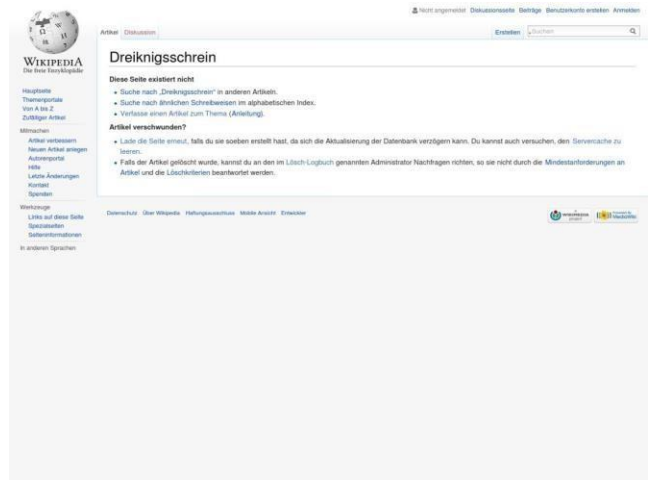 Nicht angemeldet Diskussionsseite Beiträge Benutzerkonto erstellen Anmelden
Artikel Diskussion Erstellen Suchen
WIKIPEDIA
Die freie Enzyklopädie
Hauptseite
Themenportale
Von A bis Z
Zufälliger Artikel
Mitmachen
Artikel verbessern
Neuen Artikel anlegen
Autorenportal
Hilfe
Letzte Änderungen
Kontakt
Spenden
Werkzeuge
Links auf diese Seite
Spezialseiten
Seiteninformationen
In anderen Sprachen
Dreiknigsschrein
Diese Seite existiert nicht
Suche nach „Dreiknigsschrein“ in anderen Artikeln.
Suche nach ähnlichen Schreibweisen im alphabetischen Index.
Verfasse einen Artikel zum Thema (Anleitung).
Artikel verschwunden?
Lade die Seite erneut, falls du sie soeben erstellt hast, da sich die Aktualisierung der Datenbank verzögern kann. Du kannst auch versuchen, den Servercache zu
leeren.
Falls der Artikel gelöscht wurde, kannst du an den im Lösch-Logbuch genannten Administrator Nachfragen richten, so sie nicht durch die Mindestanforderungen an
Artikel und die Löschkriterien beantwortet werden.
Datenschutz Über Wikipedia Haftungsausschluss Mobile Ansicht Entwickler
WIKIMEDIA
MediaWiki